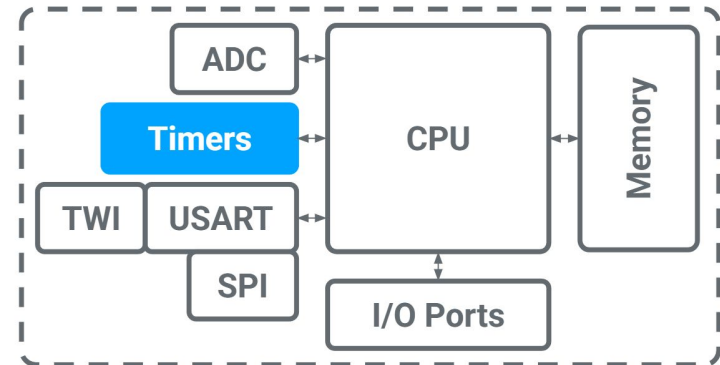 ADC
Timers
CPU
Memory
TWI
USART
SPI
I/O Ports